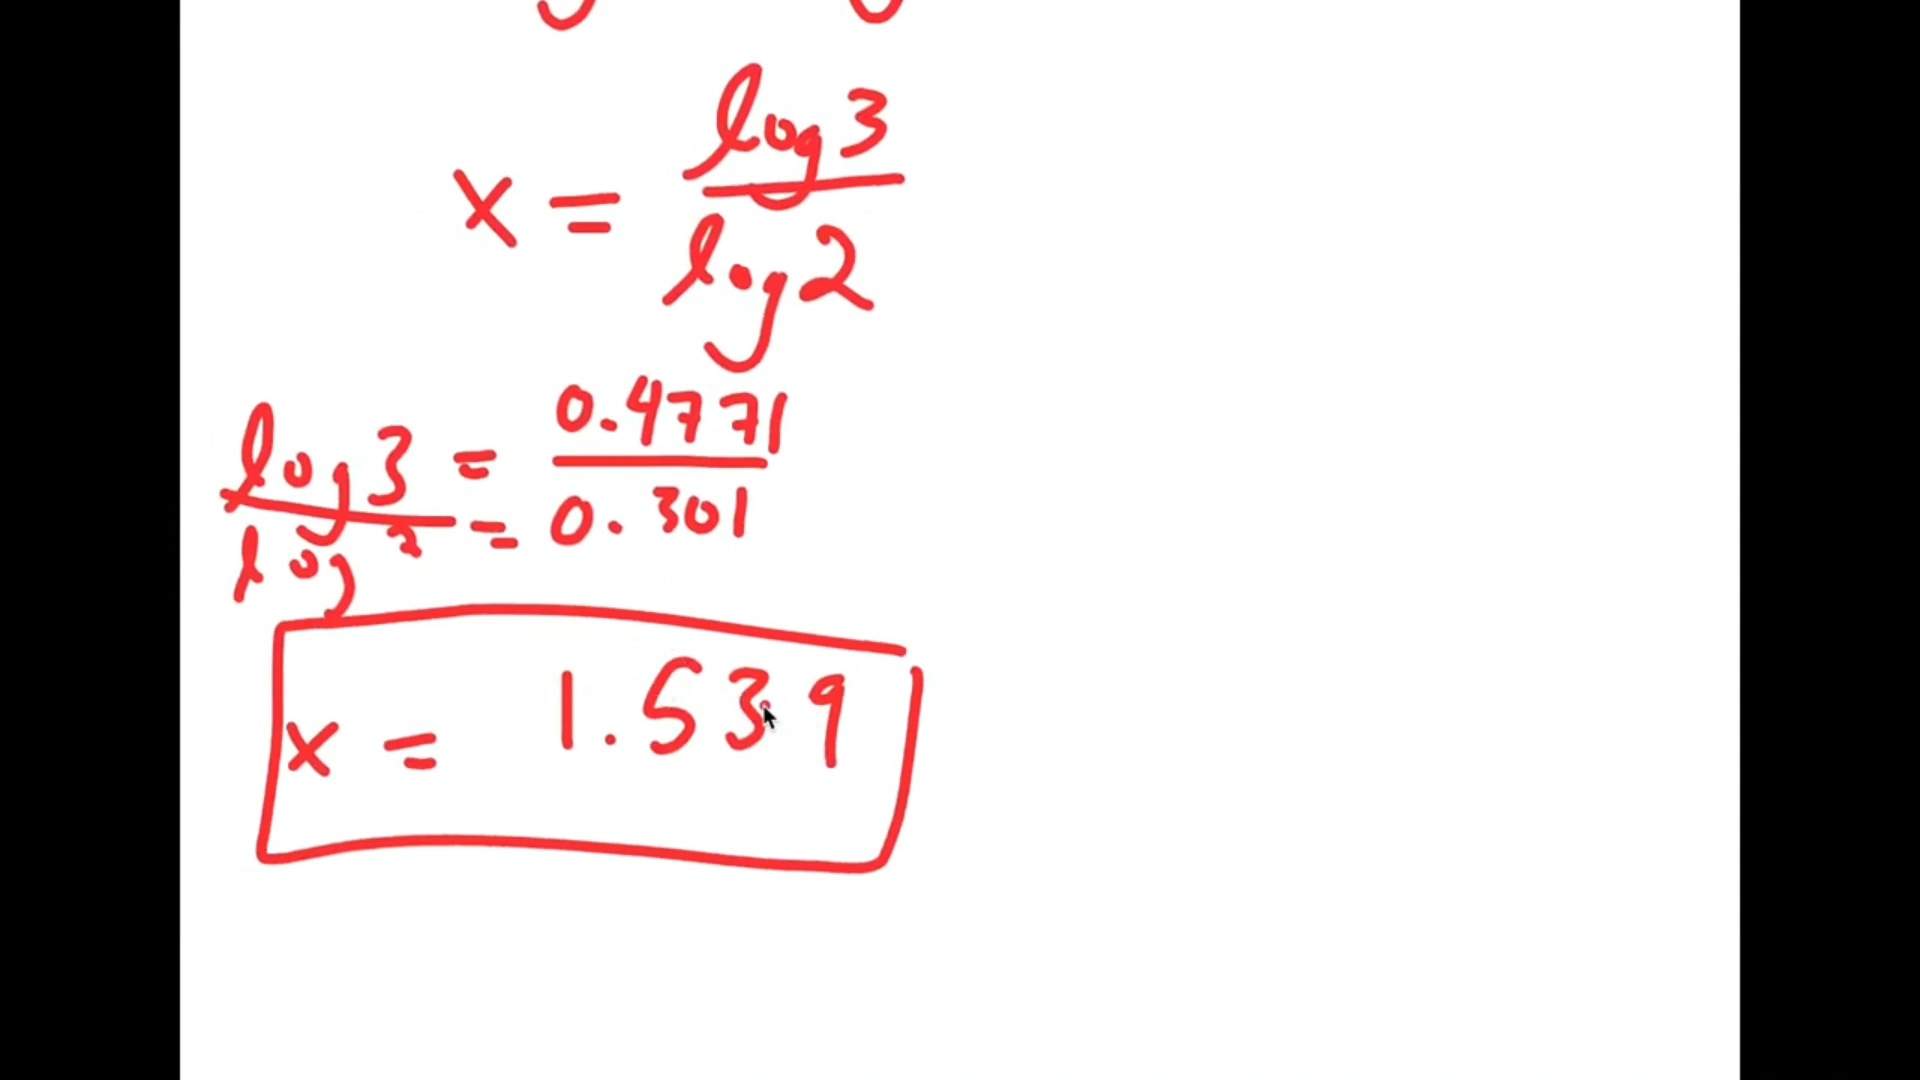 x = log3
log2
log3 = 0.4771
log2 = 0.301
x = 1.539